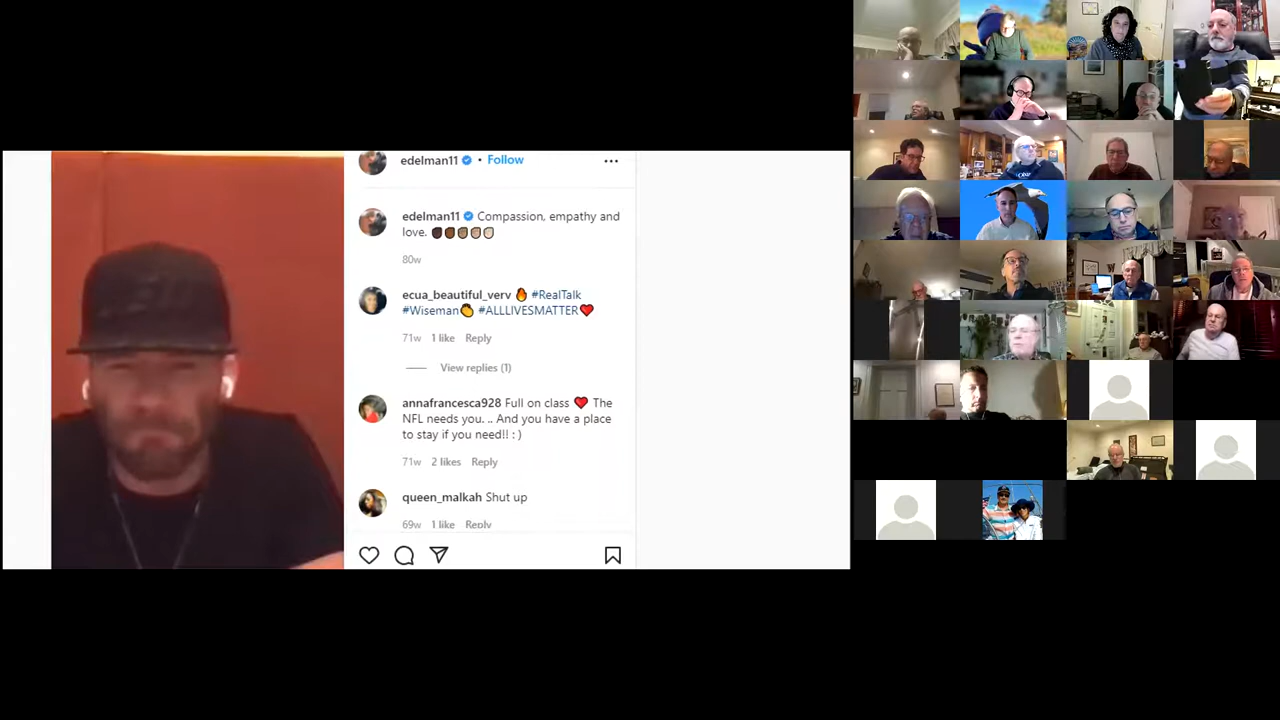 edelman11 • Follow
edelman11 Compassion, empathy and
love. ✊🏿✊🏾✊🏽✊🏼✊🏻
80w
ecua_beautiful_verv 🔥 #RealTalk
#Wiseman👏 #ALLLIVESMATTER❤️
71w 1 like Reply
View replies (1)
annafrancesca928 Full on class ❤️ The
NFL needs you. .. And you have a place
to stay if you need!! : )
71w 2 likes Reply
queen_malkah Shut up
69w 1 like Reply